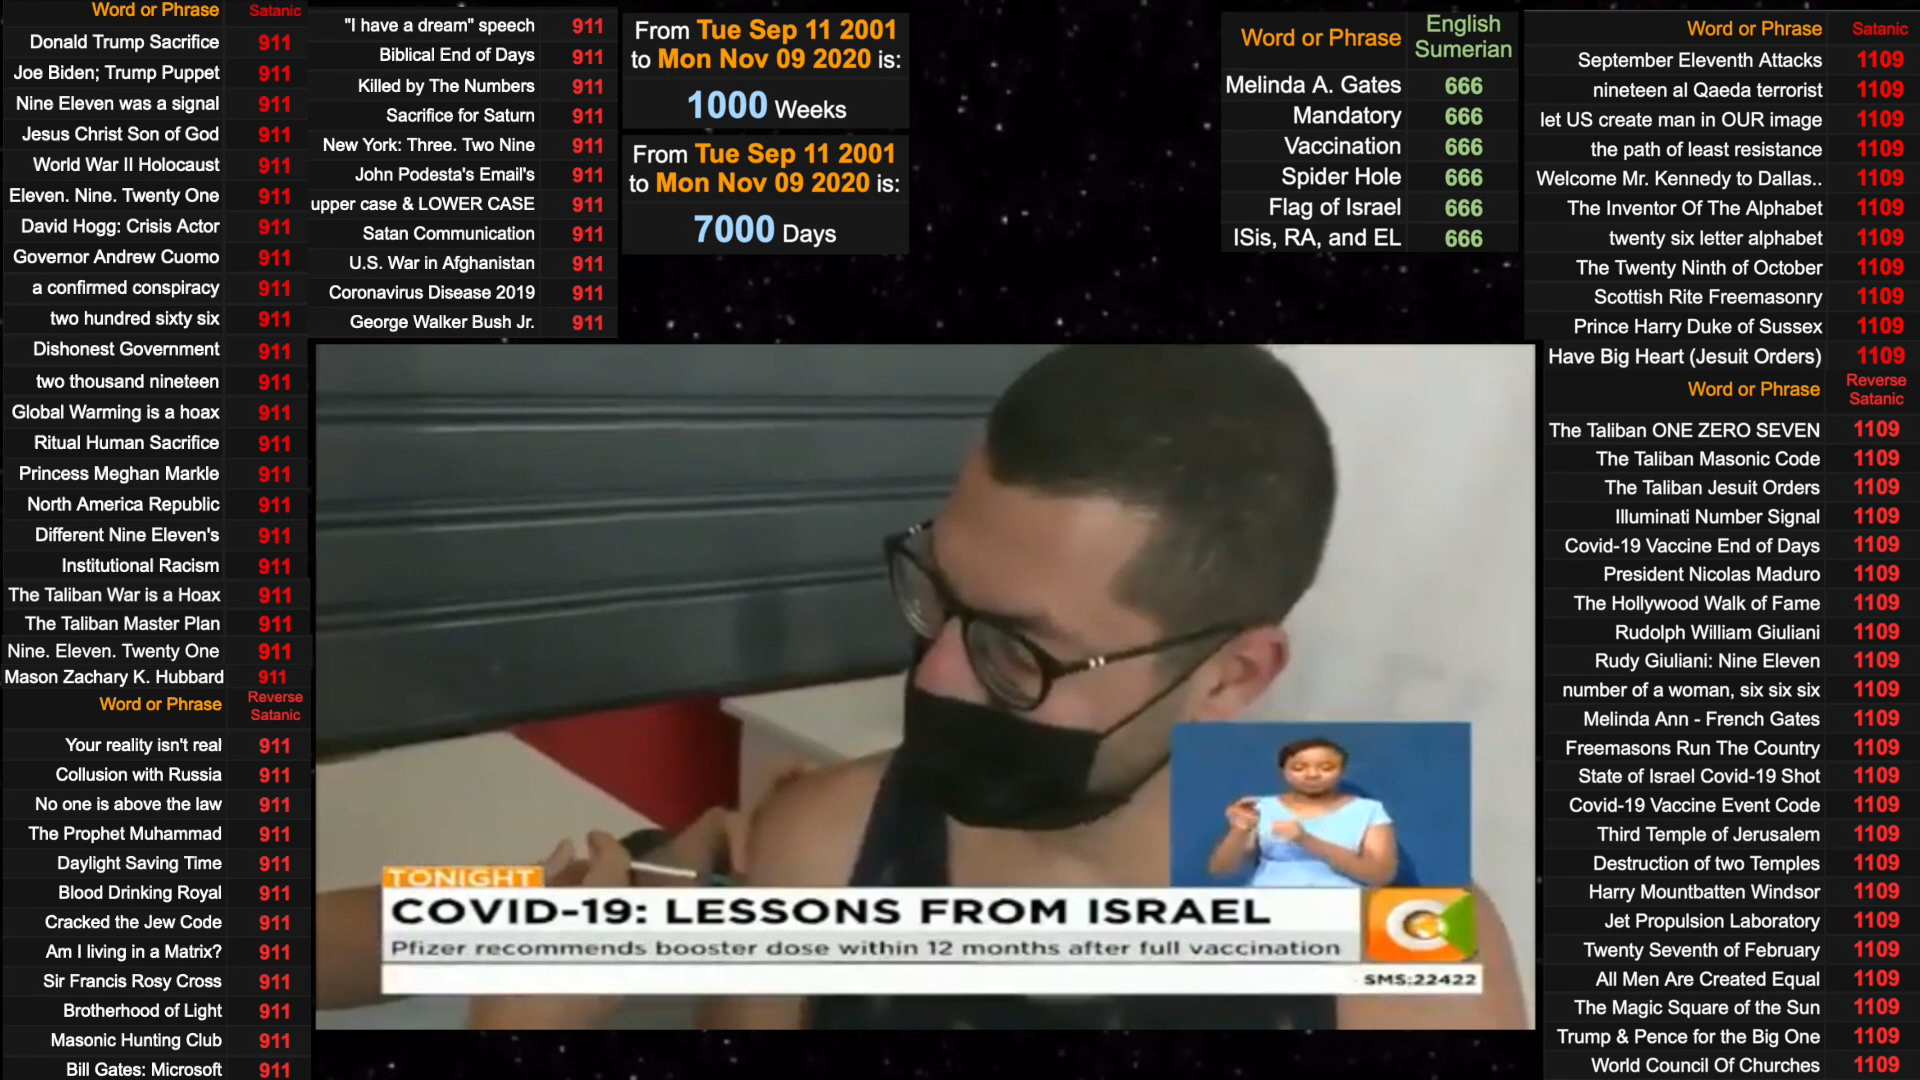 Word or Phrase Satanic
Donald Trump Sacrifice 911
Joe Biden; Trump Puppet 911
Nine Eleven was a signal 911
Jesus Christ Son of God 911
World War II Holocaust 911
Eleven. Nine. Twenty One 911
David Hogg: Crisis Actor 911
Governor Andrew Cuomo 911
a confirmed conspiracy 911
two hundred sixty six 911
Dishonest Government 911
two thousand nineteen 911
Global Warming is a hoax 911
Ritual Human Sacrifice 911
Princess Meghan Markle 911
North America Republic 911
Different Nine Eleven's 911
Institutional Racism 911
The Taliban War is a Hoax 911
The Taliban Master Plan 911
Nine. Eleven. Twenty One 911
Mason Zachary K. Hubbard 911
Word or Phrase Reverse Satanic
Your reality isn't real 911
Collusion with Russia 911
No one is above the law 911
The Prophet Muhammad 911
Daylight Saving Time 911
Blood Drinking Royal 911
Cracked the Jew Code 911
Am I living in a Matrix? 911
Sir Francis Rosy Cross 911
Brotherhood of Light 911
Masonic Hunting Club 911
Bill Gates: Microsoft 911
"I have a dream" speech 911
Biblical End of Days 911
Killed by The Numbers 911
Sacrifice for Saturn 911
New York: Three. Two Nine 911
John Podesta's Email's 911
upper case & LOWER CASE 911
Satan Communication 911
U.S. War in Afghanistan 911
Coronavirus Disease 2019 911
George Walker Bush Jr. 911
From Tue Sep 11 2001
to Mon Nov 09 2020 is:
1000 Weeks
From Tue Sep 11 2001
to Mon Nov 09 2020 is:
7000 Days
Word or Phrase English Sumerian
Melinda A. Gates 666
Mandatory 666
Vaccination 666
Spider Hole 666
Flag of Israel 666
ISis, RA, and EL 666
Word or Phrase Satanic
September Eleventh Attacks 1109
nineteen al Qaeda terrorist 1109
let US create man in OUR image 1109
the path of least resistance 1109
Welcome Mr. Kennedy to Dallas.. 1109
The Inventor Of The Alphabet 1109
twenty six letter alphabet 1109
The Twenty Ninth of October 1109
Scottish Rite Freemasonry 1109
Prince Harry Duke of Sussex 1109
Have Big Heart (Jesuit Orders) 1109
Word or Phrase Reverse Satanic
The Taliban ONE ZERO SEVEN 1109
The Taliban Masonic Code 1109
The Taliban Jesuit Orders 1109
Illuminati Number Signal 1109
Covid-19 Vaccine End of Days 1109
President Nicolas Maduro 1109
The Hollywood Walk of Fame 1109
Rudolph William Giuliani 1109
Rudy Giuliani: Nine Eleven 1109
number of a woman, six six six 1109
Melinda Ann - French Gates 1109
Freemasons Run The Country 1109
State of Israel Covid-19 Shot 1109
Covid-19 Vaccine Event Code 1109
Third Temple of Jerusalem 1109
Destruction of two Temples 1109
Harry Mountbatten Windsor 1109
Jet Propulsion Laboratory 1109
Twenty Seventh of February 1109
All Men Are Created Equal 1109
The Magic Square of the Sun 1109
Trump & Pence for the Big One 1109
World Council Of Churches 1109
TONIGHT
COVID-19: LESSONS FROM ISRAEL
Pfizer recommends booster dose within 12 months after full vaccination
SMS:22422